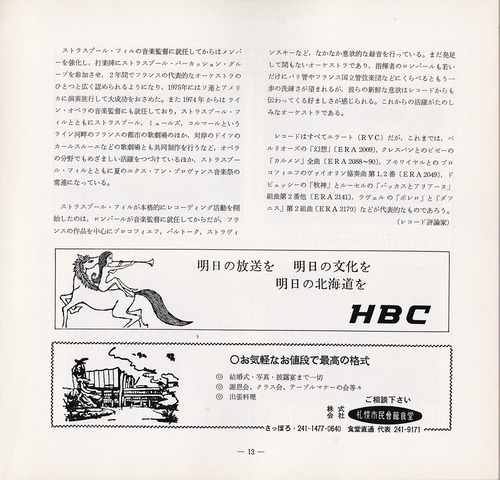 ストラスブール・フィルの音楽監督に就任してからはメンバ
ーを強化し，打楽陣にストラスブール・パーカッション・グル
ープを参加させ，２年間でフランスの代表的なオーケストラの
ひとつと広く認められるようになり，1975年にはソ連とアメリ
カに演奏旅行して大成功をおさめた。また1974年からはライ
ン・オペラの音楽監督にも就任しており，ストラスブール・フ
ィルとともにストラスブール，ミュールズ，コルマールという
ライン河畔のフランスの都市の歌劇場のほか，対岸のドイツの
カールスルーエなどの歌劇場とも共同制作を行うなど，オペラ
の分野でもめざましい活躍をつづけているほか，ストラスブー
ル・フィルとともに夏のエクス・アン・プロヴァンス音楽祭の
常連になっている。
ストラスブール・フィルが本格的にレコーディング活動を開
始したのは，ロンバールが音楽監督に就任してからだが，フラ
ンスの作品を中心にプロコフィエフ，バルトーク，ストラヴィ
ンスキーなど，なかなか意欲的な録音を行っている。まだ発足
して間もないオーケストラであり，指揮者のロンバールも若い
だけにパリ管やフランス国立管弦楽団などにくらべるともう一
歩の洗練さが望まれるが，彼らの新鮮な意欲はレコードからも
伝わってくる好ましさが感じられる。これからの活躍がたのし
みなオーケストラである。
レコードはすべてエラート（ＲＶＣ）だが，これまでは，ベ
ルリオーズの「幻想」（ＥＲＡ 2009），クレスパンとのビゼーの
「カルメン」全曲（ＥＲＡ 2088〜90），アモワイヤルとのプロ
コフィエフのヴァイオリン協奏曲第１,２番（ＥＲＡ 2049），ド
ビュッシーの「牧神」とルーセルの「バッカスとアリアーヌ」
組曲第２番他（ＥＲＡ 2141），ラヴェルの「ボレロ」と「ダフ
ニス」第２組曲（ＥＲＡ 2179）などが代表的なものであろう。
（レコード評論家）
明日の放送を　明日の文化を
明日の北海道を
HBC
○お気軽なお値段で最高の格式
◎ 結婚式・写真・披露宴まで一切
◎ 謝恩会、クラス会、テーブルマナーの会等々
◎ 出張料理
ご相談下さい
株式会社 札幌市民會館食堂
さっぽろ・241-1477・0640 食堂直通 代表 241-9171
— 13 —